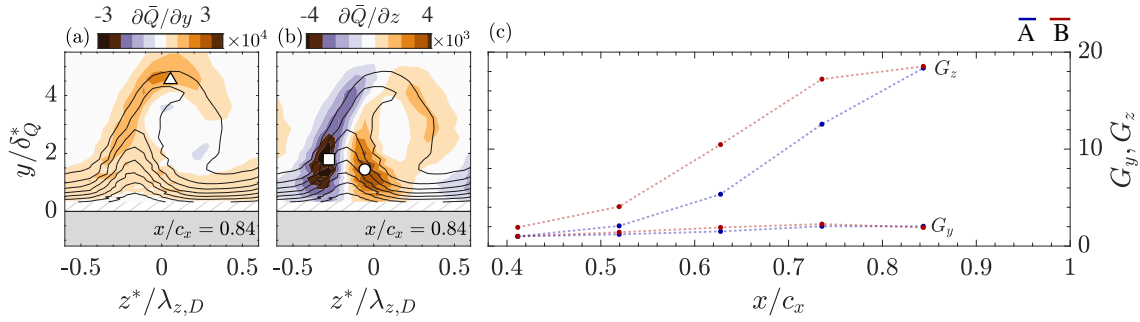 -3 ∂Q̄/∂y 3
(a) ×10⁴
-4 ∂Q̄/∂z 4
(b) ×10³
(c)
A B
y/δ*_Q
4
2
0
x/c_x = 0.84
x/c_x = 0.84
-0.5 0 0.5
-0.5 0 0.5
z*/λ_{z,D}
z*/λ_{z,D}
G_z
G_y
20
10
0
G_y, G_z
0.4 0.5 0.6 0.7 0.8 0.9 1
x/c_x